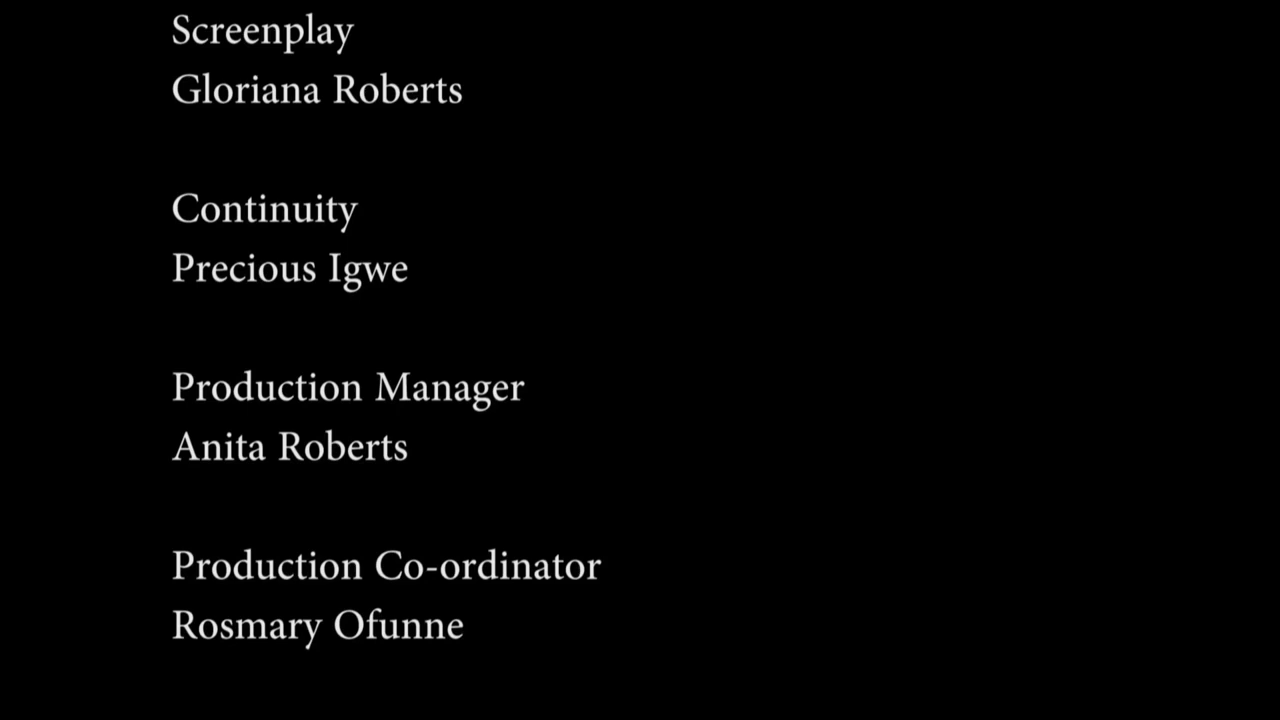 Screenplay
Gloriana Roberts
Continuity
Precious Igwe
Production Manager
Anita Roberts
Production Co-ordinator
Rosmary Ofunne